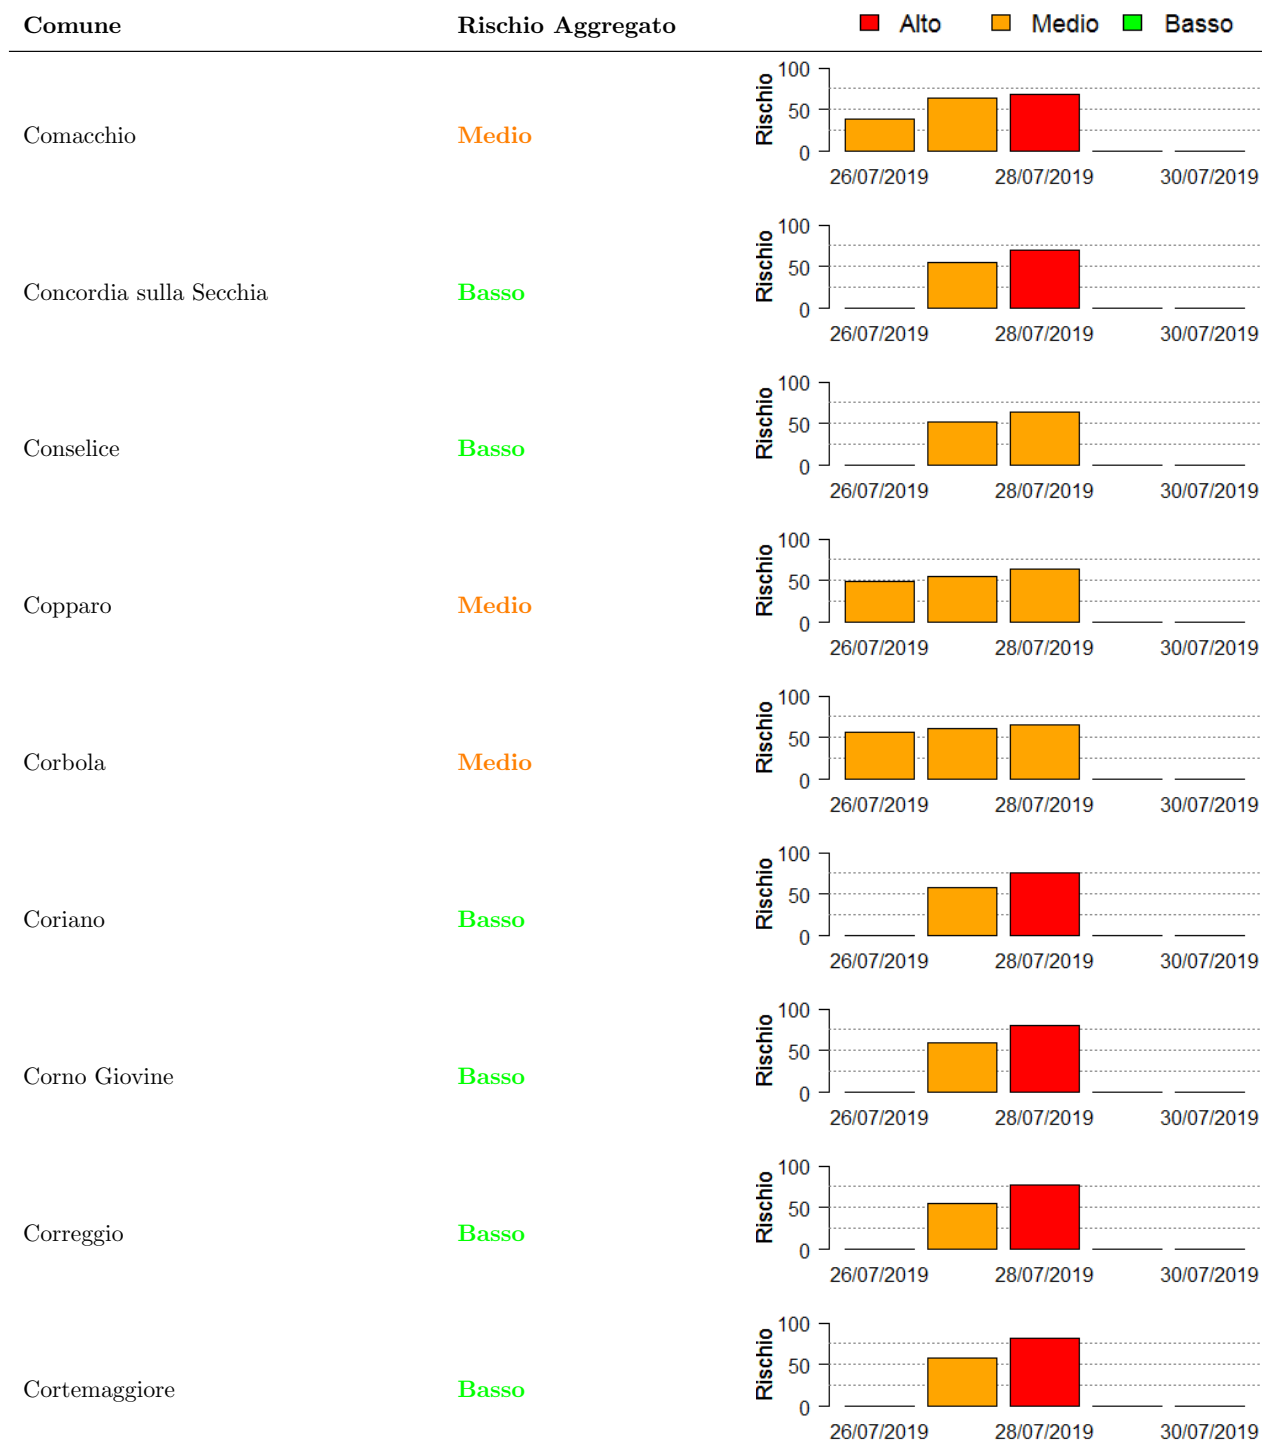 Comune Rischio Aggregato Alto Medio Basso
Comacchio Medio
Rischio
100
50
0
26/07/2019 28/07/2019 30/07/2019
Concordia sulla Secchia Basso
Rischio
100
50
0
26/07/2019 28/07/2019 30/07/2019
Conselice Basso
Rischio
100
50
0
26/07/2019 28/07/2019 30/07/2019
Copparo Medio
Rischio
100
50
0
26/07/2019 28/07/2019 30/07/2019
Corbola Medio
Rischio
100
50
0
26/07/2019 28/07/2019 30/07/2019
Coriano Basso
Rischio
100
50
0
26/07/2019 28/07/2019 30/07/2019
Corno Giovine Basso
Rischio
100
50
0
26/07/2019 28/07/2019 30/07/2019
Correggio Basso
Rischio
100
50
0
26/07/2019 28/07/2019 30/07/2019
Cortemaggiore Basso
Rischio
100
50
0
26/07/2019 28/07/2019 30/07/2019